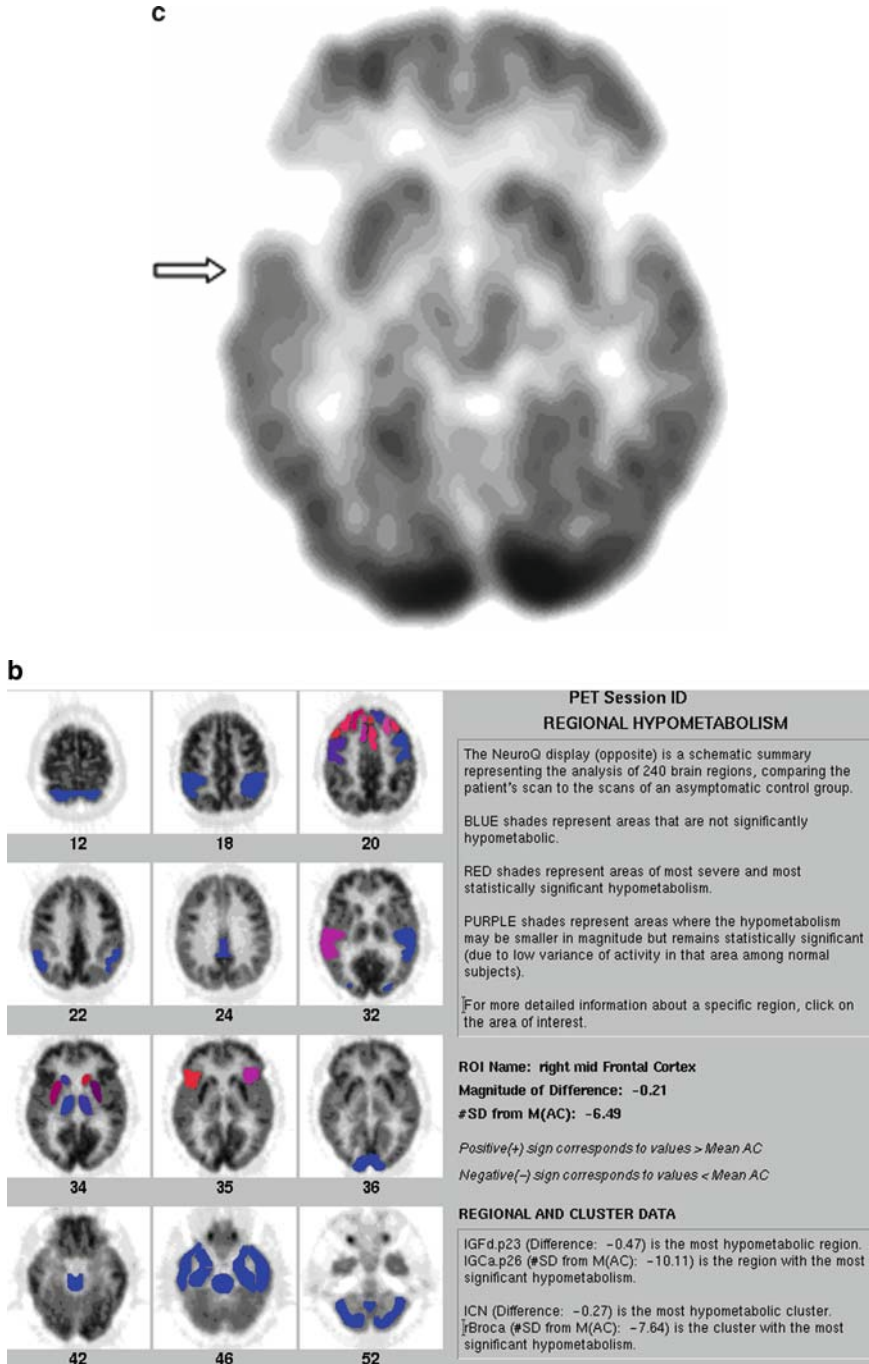 c
b
12
18
20
22
24
32
34
35
36
42
46
52
PET Session ID
REGIONAL HYPOMETABOLISM
The NeuroQ display (opposite) is a schematic summary
representing the analysis of 240 brain regions, comparing the
patient's scan to the scans of an asymptomatic control group.
BLUE shades represent areas that are not significantly
hypometabolic.
RED shades represent areas of most severe and most
statistically significant hypometabolism.
PURPLE shades represent areas where the hypometabolism
may be smaller in magnitude but remains statistically significant
(due to low variance of activity in that area among normal
subjects).
For more detailed information about a specific region, click on
the area of interest.
ROI Name: right mid Frontal Cortex
Magnitude of Difference: -0.21
#SD from M(AC): -6.49
Positive(+) sign corresponds to values > Mean AC
Negative(-) sign corresponds to values < Mean AC
REGIONAL AND CLUSTER DATA
IGFd.p23 (Difference: -0.47) is the most hypometabolic region.
IGCa.p26 (#SD from M(AC): -10.11) is the region with the most
significant hypometabolism.
ICN (Difference: -0.27) is the most hypometabolic cluster.
rBroca (#SD from M(AC): -7.64) is the cluster with the most
significant hypometabolism.